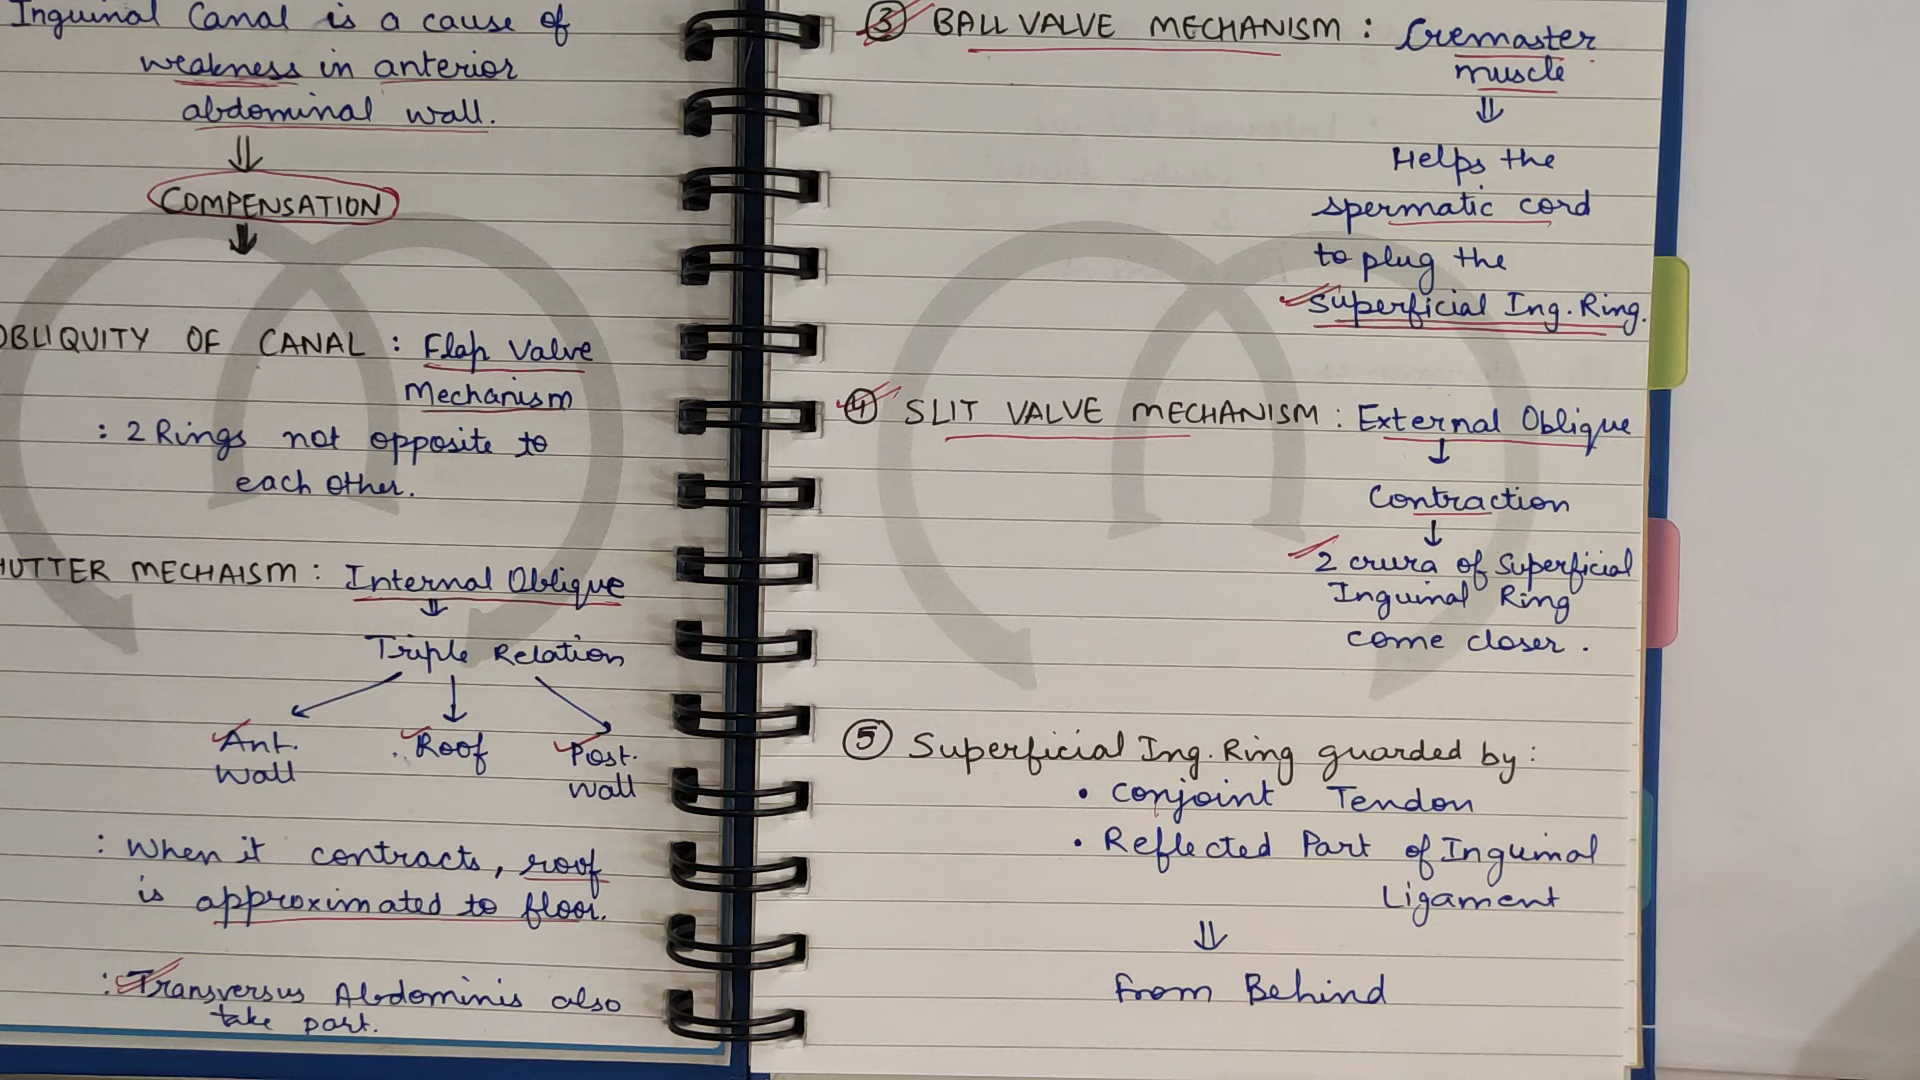 Inguinal Canal is a cause of
weakness in anterior
abdominal wall.
⇓
COMPENSATION
↓
OBLIQUITY OF CANAL : Flap Valve
Mechanism
: 2 Rings not opposite to
each other.
HUTTER MECHAISM : Internal Oblique
⇓
Triple Relation
Ant. Roof Post.
wall wall
: When it contracts, roof
is approximated to floor.
: Transversus Abdominis also
take part.
③ BALL VALVE MECHANISM : Cremaster
muscle
⇓
Helps the
spermatic cord
to plug the
Superficial Ing. Ring.
④ SLIT VALVE MECHANISM : External Oblique
↓
Contraction
↓
2 crura of Superficial
Inguinal Ring
come closer.
⑤ Superficial Ing. Ring guarded by :
• Conjoint Tendon
• Reflected Part of Inguinal
Ligament
⇓
From Behind